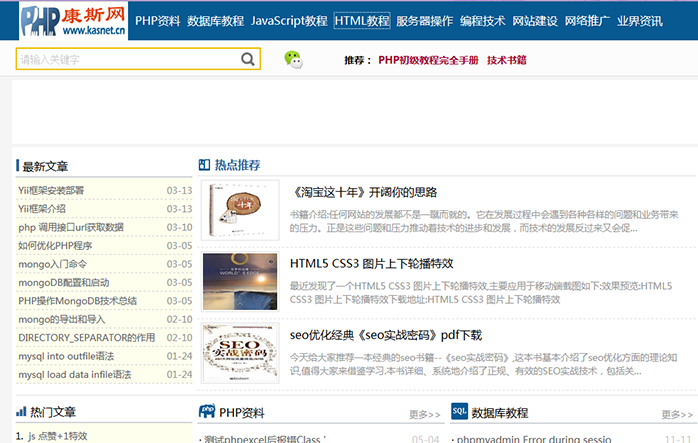 PHP康斯网
www.kasnet.cn
PHP资料 数据库教程 JavaScript教程 HTML教程 服务器操作 编程技术 网站建设 网络推广 业界资讯
请输入关键字
推荐： PHP初级教程完全手册 技术书籍
最新文章
Yii框架安装部署 03-13
Yii框架介绍 03-13
php 调用接口url获取数据 03-10
如何优化PHP程序 03-05
mongo入门命令 03-05
mongoDB配置和启动 03-05
PHP操作MongoDB技术总结 03-05
mongo的导出和导入 02-10
DIRECTORY_SEPARATOR的作用 02-10
mysql into outfile语法 01-24
mysql load data infile语法 01-24
热点推荐
《淘宝这十年》开阔你的思路
书籍介绍:任何网站的发展都不是一蹴而就的。它在发展过程中会遇到各种各样的问题和业务带来
的压力。正是这些问题和压力推动着技术的进步和发展，而技术的发展反过来又会促...
十年
WORLD'S EDGE
HTML5 CSS3 图片上下轮播特效
最近发现了一个HTML5 CSS3 图片上下轮播特效,主要应用于移动端截图如下:效果预览:HTML5
CSS3 图片上下轮播特效下载地址:HTML5 CSS3 图片上下轮播特效
SEO
实战密码
seo优化经典《seo实战密码》pdf下载
今天给大家推荐一本经典的seo书籍--《seo实战密码》,这本书基本介绍了seo优化方面的理论知
识,值得大家来借鉴学习.本书详细、系统地介绍了正规、有效的SEO实战技术，包括关...
热门文章
1. js 点赞+1特效
PHP资料 更多>>
· 测试phpexcel后报错Class ' 05-04
SQL 数据库教程 更多>>
· phpmyadmin Error during sessio 11-11